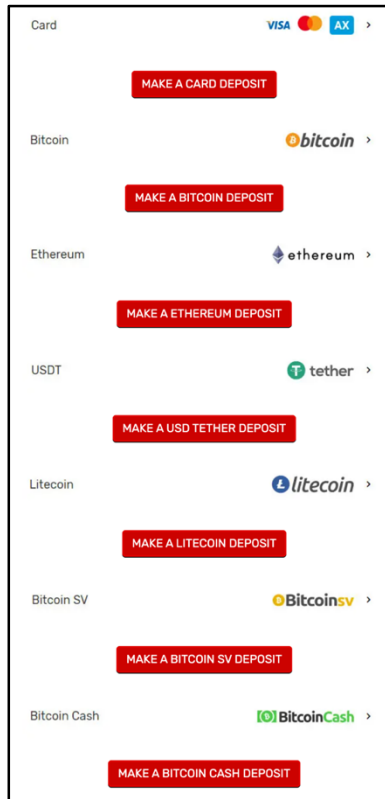 Card VISA AX >
MAKE A CARD DEPOSIT
Bitcoin bitcoin >
MAKE A BITCOIN DEPOSIT
Ethereum ethereum >
MAKE A ETHEREUM DEPOSIT
USDT tether >
MAKE A USD TETHER DEPOSIT
Litecoin litecoin >
MAKE A LITECOIN DEPOSIT
Bitcoin SV Bitcoinsv >
MAKE A BITCOIN SV DEPOSIT
Bitcoin Cash BitcoinCash >
MAKE A BITCOIN CASH DEPOSIT